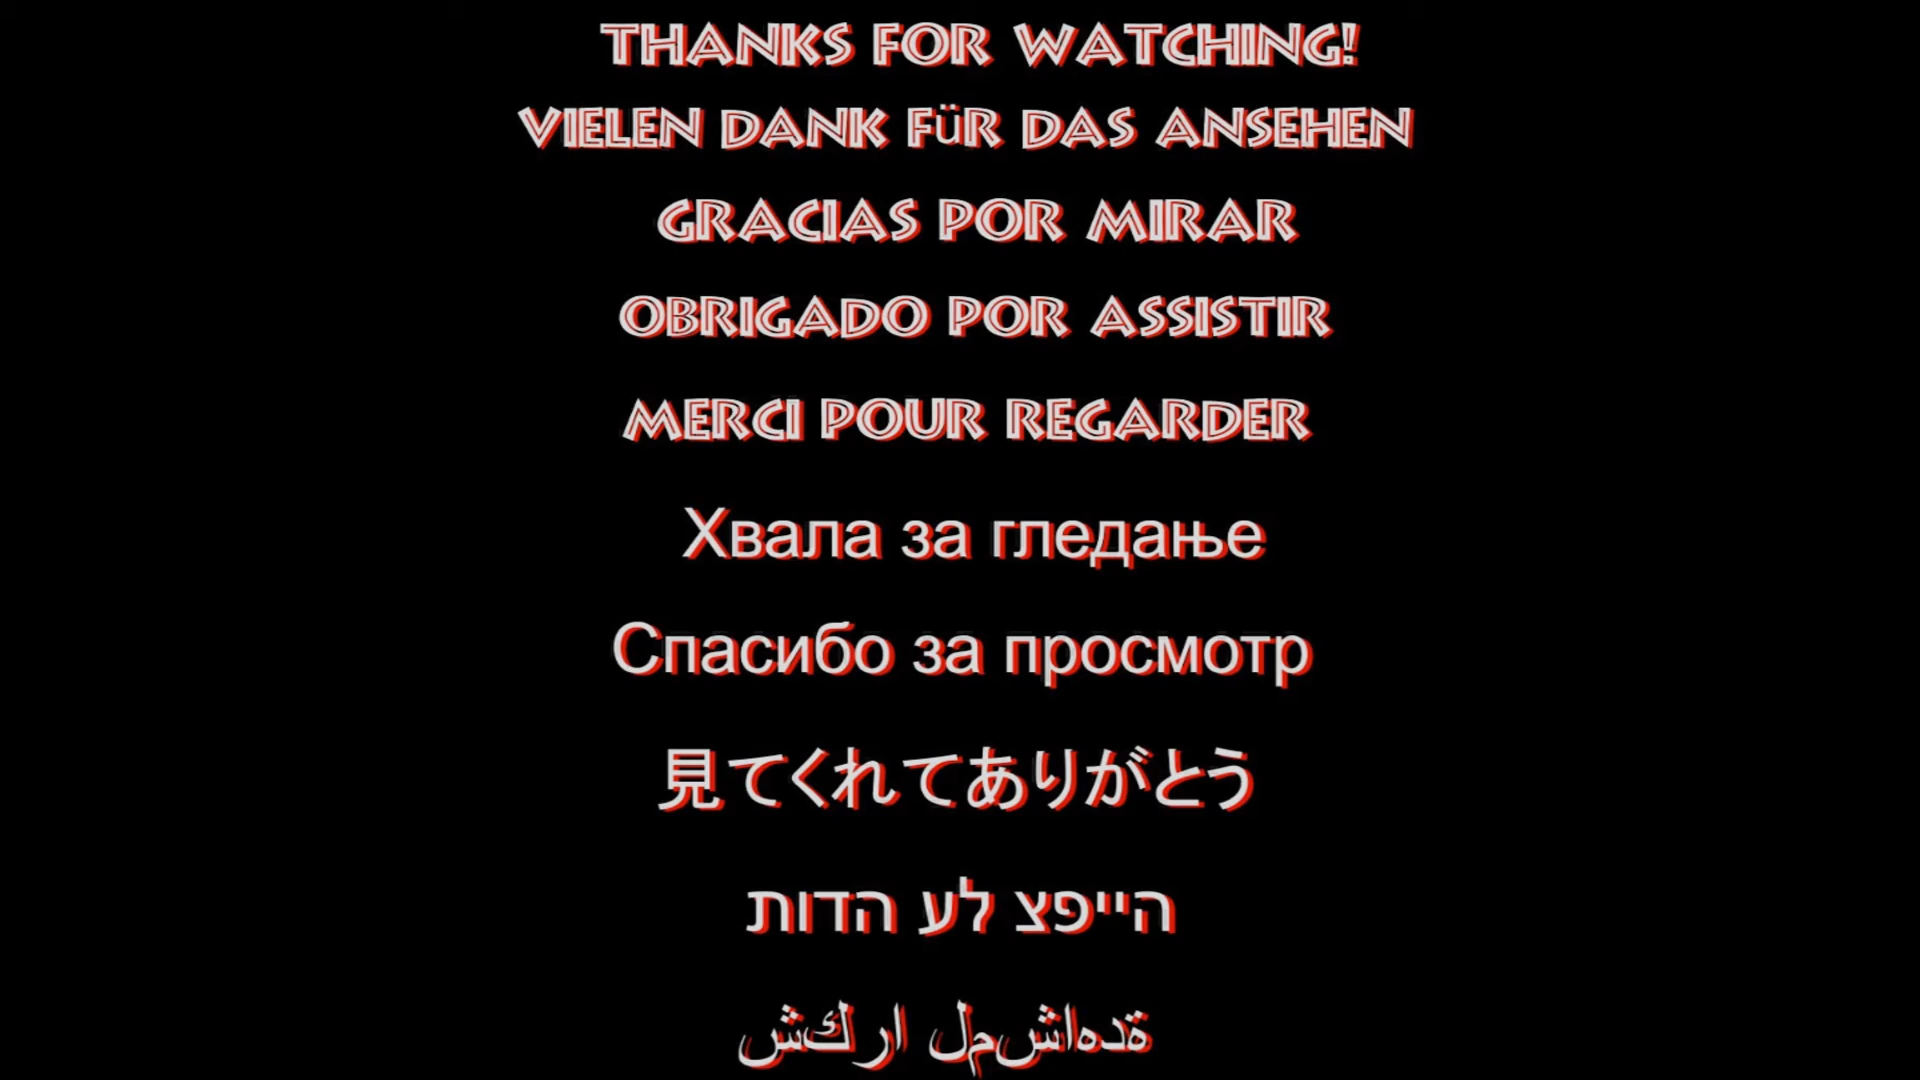 THANKS FOR WATCHING!
VIELEN DANK FüR DAS ANSEHEN
GRACIAS POR MIRAR
OBRIGADO POR ASSISTIR
MERCI POUR REGARDER
Хвала за гледање
Спасибо за просмотр
見てくれてありがとう
הייפצ לע הדות
ةدهاشمل اركش